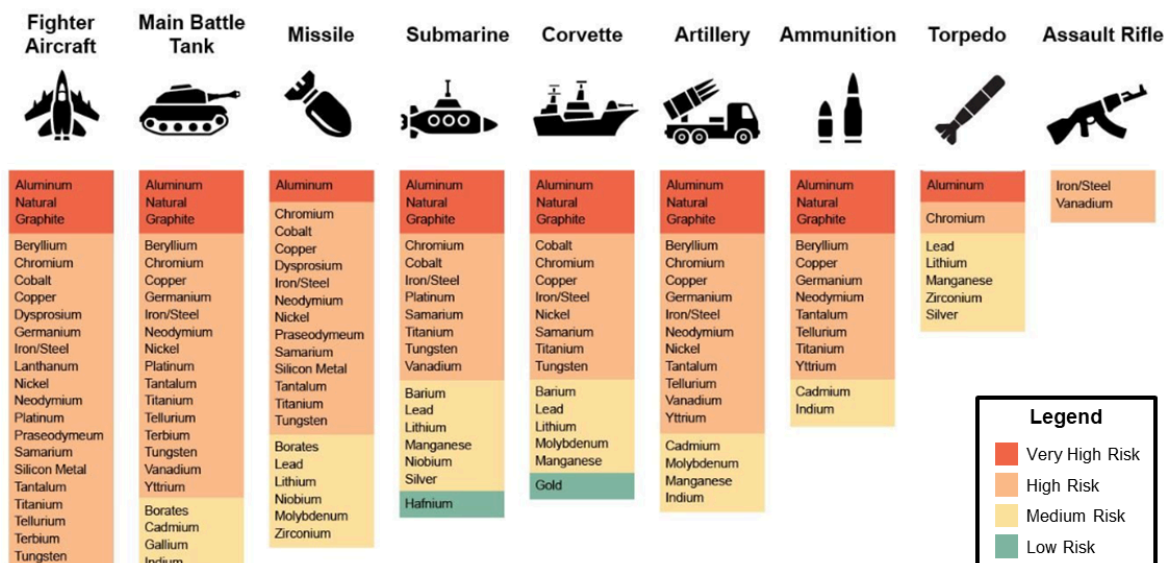 Fighter
Aircraft
Main Battle
Tank
Missile
Submarine
Corvette
Artillery
Ammunition
Torpedo
Assault Rifle
Aluminum
Natural
Graphite
Beryllium
Chromium
Cobalt
Copper
Dysprosium
Germanium
Iron/Steel
Lanthanum
Nickel
Neodymium
Platinum
Praseodymeum
Samarium
Silicon Metal
Tantalum
Titanium
Tellurium
Terbium
Tungsten
Aluminum
Natural
Graphite
Beryllium
Chromium
Copper
Germanium
Iron/Steel
Neodymium
Nickel
Platinum
Tantalum
Titanium
Tellurium
Terbium
Tungsten
Vanadium
Yttrium
Borates
Cadmium
Gallium
Indium
Aluminum
Chromium
Cobalt
Copper
Dysprosium
Iron/Steel
Neodymium
Nickel
Praseodymeum
Samarium
Silicon Metal
Tantalum
Titanium
Tungsten
Borates
Lead
Lithium
Niobium
Molybdenum
Zirconium
Aluminum
Natural
Graphite
Chromium
Cobalt
Iron/Steel
Platinum
Samarium
Titanium
Tungsten
Vanadium
Barium
Lead
Lithium
Manganese
Niobium
Silver
Hafnium
Aluminum
Natural
Graphite
Cobalt
Chromium
Copper
Iron/Steel
Nickel
Samarium
Titanium
Tungsten
Barium
Lead
Lithium
Molybdenum
Manganese
Gold
Aluminum
Natural
Graphite
Beryllium
Chromium
Copper
Germanium
Iron/Steel
Neodymium
Nickel
Tantalum
Tellurium
Vanadium
Yttrium
Cadmium
Molybdenum
Manganese
Indium
Aluminum
Natural
Graphite
Beryllium
Copper
Germanium
Neodymium
Tantalum
Tellurium
Titanium
Yttrium
Cadmium
Indium
Aluminum
Chromium
Lead
Lithium
Manganese
Zirconium
Silver
Iron/Steel
Vanadium
Legend
Very High Risk
High Risk
Medium Risk
Low Risk